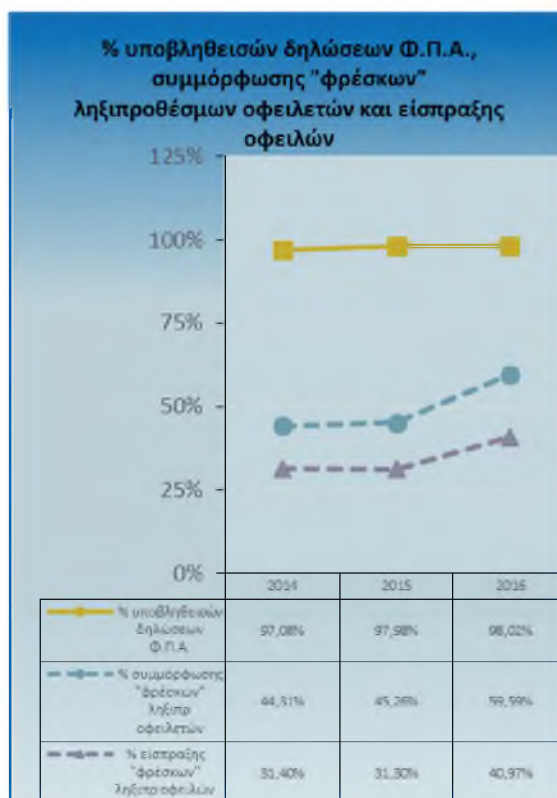 % υποβληθεισών δηλώσεων Φ.Π.Α.,
συμμόρφωσης "φρέσκων"
ληξιπροθέσμων οφειλετών και είσπραξης
οφειλών
125%
100%
75%
50%
25%
0%
2014 2015 2016
% υποβληθεισών
δηλώσεων
Φ.Π.Α
97,08% 97,98% 98,02%
% συμμόρφωσης
"φρέσκων"
ληξιπρ
οφειλετών
44,31% 45,26% 59,59%
% είσπραξης
"φρέσκων"
ληξιπρ οφειλών
31,40% 31,30% 40,97%